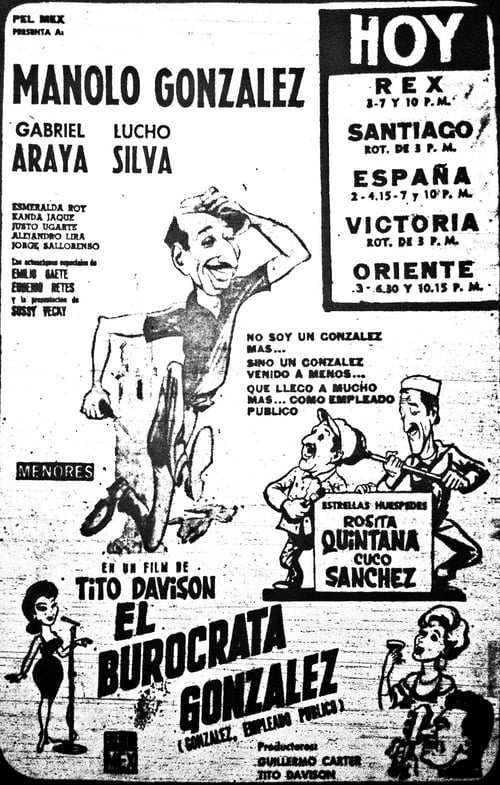 PEL MEX
PRESENTA A:
MANOLO GONZALEZ
GABRIEL LUCHO
ARAYA SILVA
ESMERALDA ROY
KANDA JAQUE
JUSTO UGARTE
ALEJANDRO LIRA
JORGE SALLORENSO
Las actuaciones especiales de
EMILIO GAETE
EUGENIO RETES
y la presentación de
SUSSY VECKY
HOY
REX
3-7 Y 10 P.M.
SANTIAGO
ROT. DE 3 P. M.
ESPAÑA
2-4.15-7 y 10 P.M.
VICTORIA
ROT. DE 3 P.M.
ORIENTE
.3-6.30 Y 10.15 P. M.
NO SOY UN GONZALEZ
MAS...
SINO UN GONZALEZ
VENIDO A MENOS...
QUE LLEGO A MUCHO
MAS... COMO EMPLEADO
PUBLICO
MENORES
ESTRELLAS HUESPEDES
ROSITA
QUINTANA
CUCO
SANCHEZ
EN UN FILM DE
TITO DAVISON
EL
BUROCRATA
GONZALEZ
(GONZALEZ, EMPLEADO PUBLICO)
Productores:
GUILLERMO CARTER
TITO DAVISON
MEX